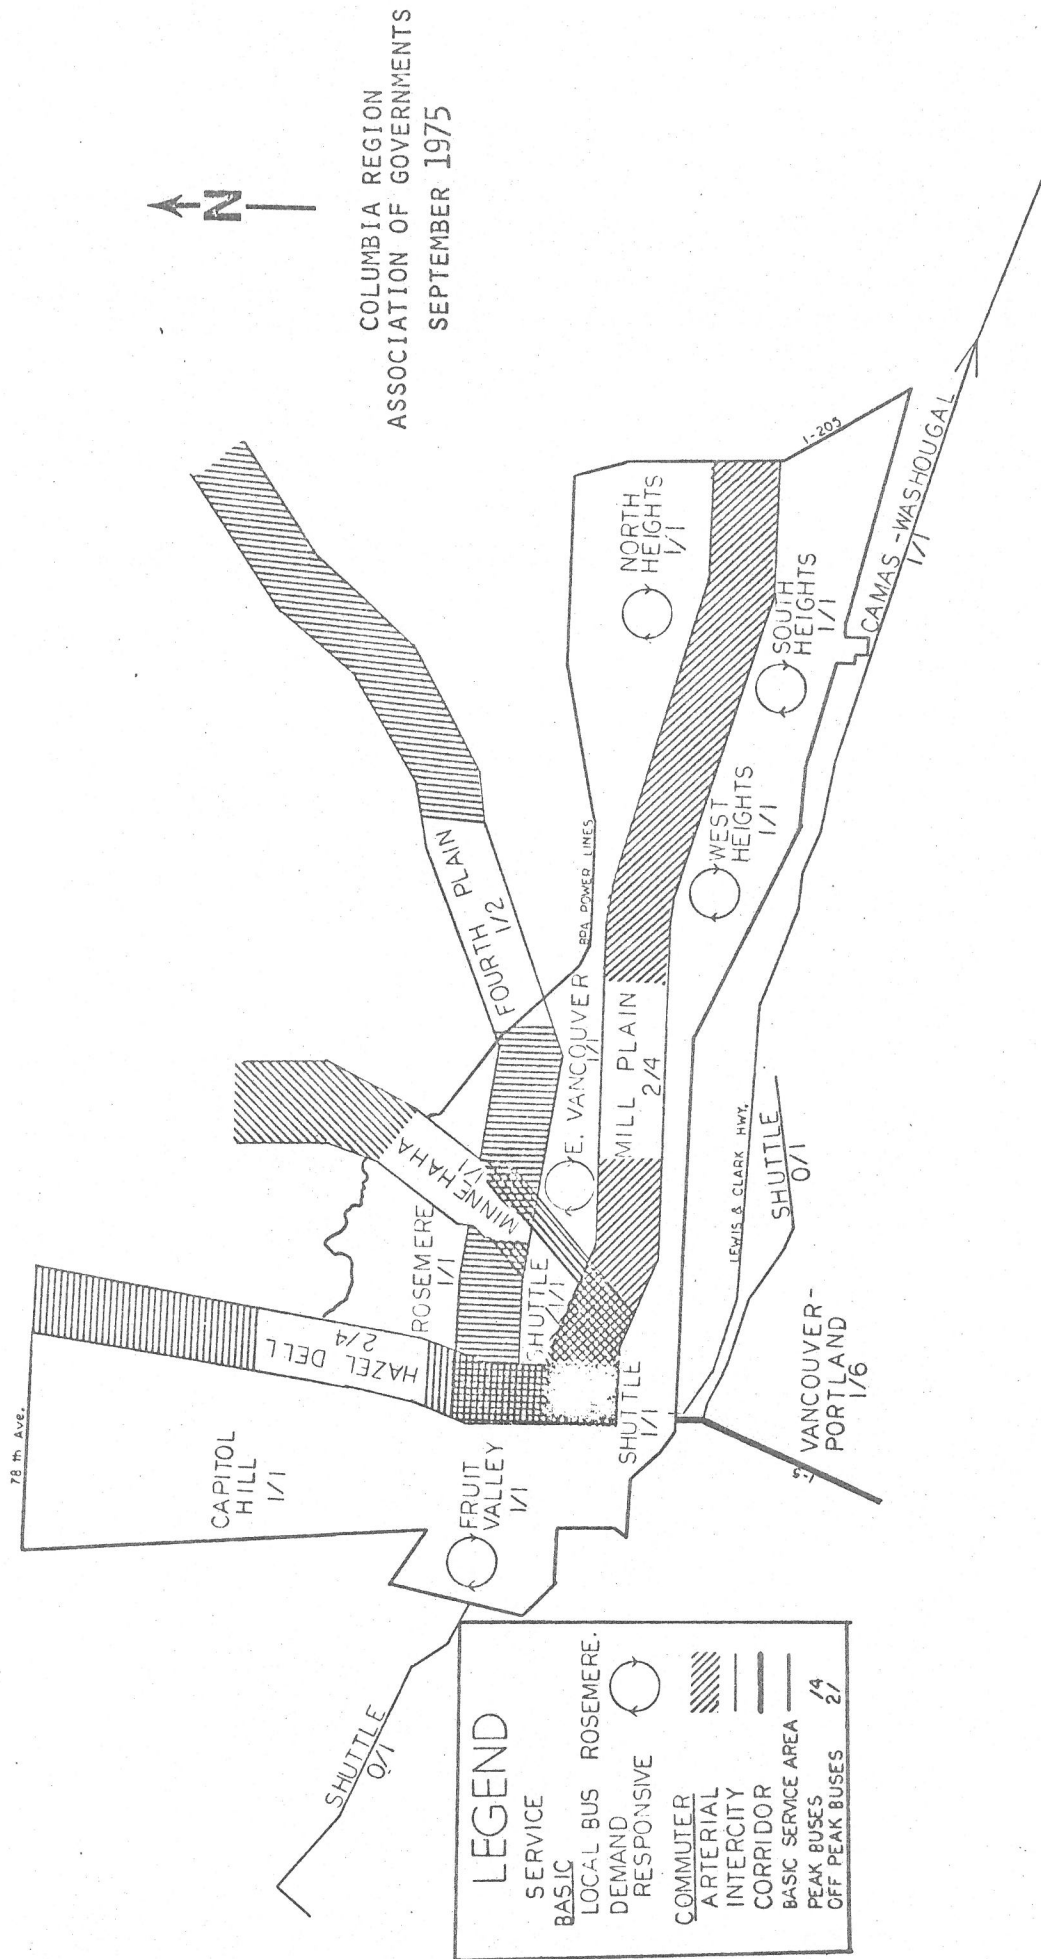 COLUMBIA REGION
ASSOCIATION OF GOVERNMENTS
SEPTEMBER 1975
N
78th Ave.
CAPITOL
HILL
1/1
HAZEL DELL
2/4
ROSEMERE
1/1
MINNEHAHA
1/1
FOURTH PLAIN
1/2
FRUIT
VALLEY
1/1
SHUTTLE
0/1
SHUTTLE
1/1
SHUTTLE
1/1
E. VANCOUVER
1/1
BPA POWER LINES
MILL PLAIN
2/4
NORTH
HEIGHTS
1/1
WEST
HEIGHTS
1/1
SOUTH
HEIGHTS
1/1
I-205
CAMAS-WASHOUGAL
1/1
LEWIS & CLARK HWY.
SHUTTLE
0/1
I-5
VANCOUVER-
PORTLAND
1/6
LEGEND
SERVICE
BASIC
LOCAL BUS ROSEMERE.
DEMAND
RESPONSIVE
COMMUTER
ARTERIAL
INTERCITY
CORRIDOR
BASIC SERVICE AREA
PEAK BUSES /4
OFF PEAK BUSES 2/